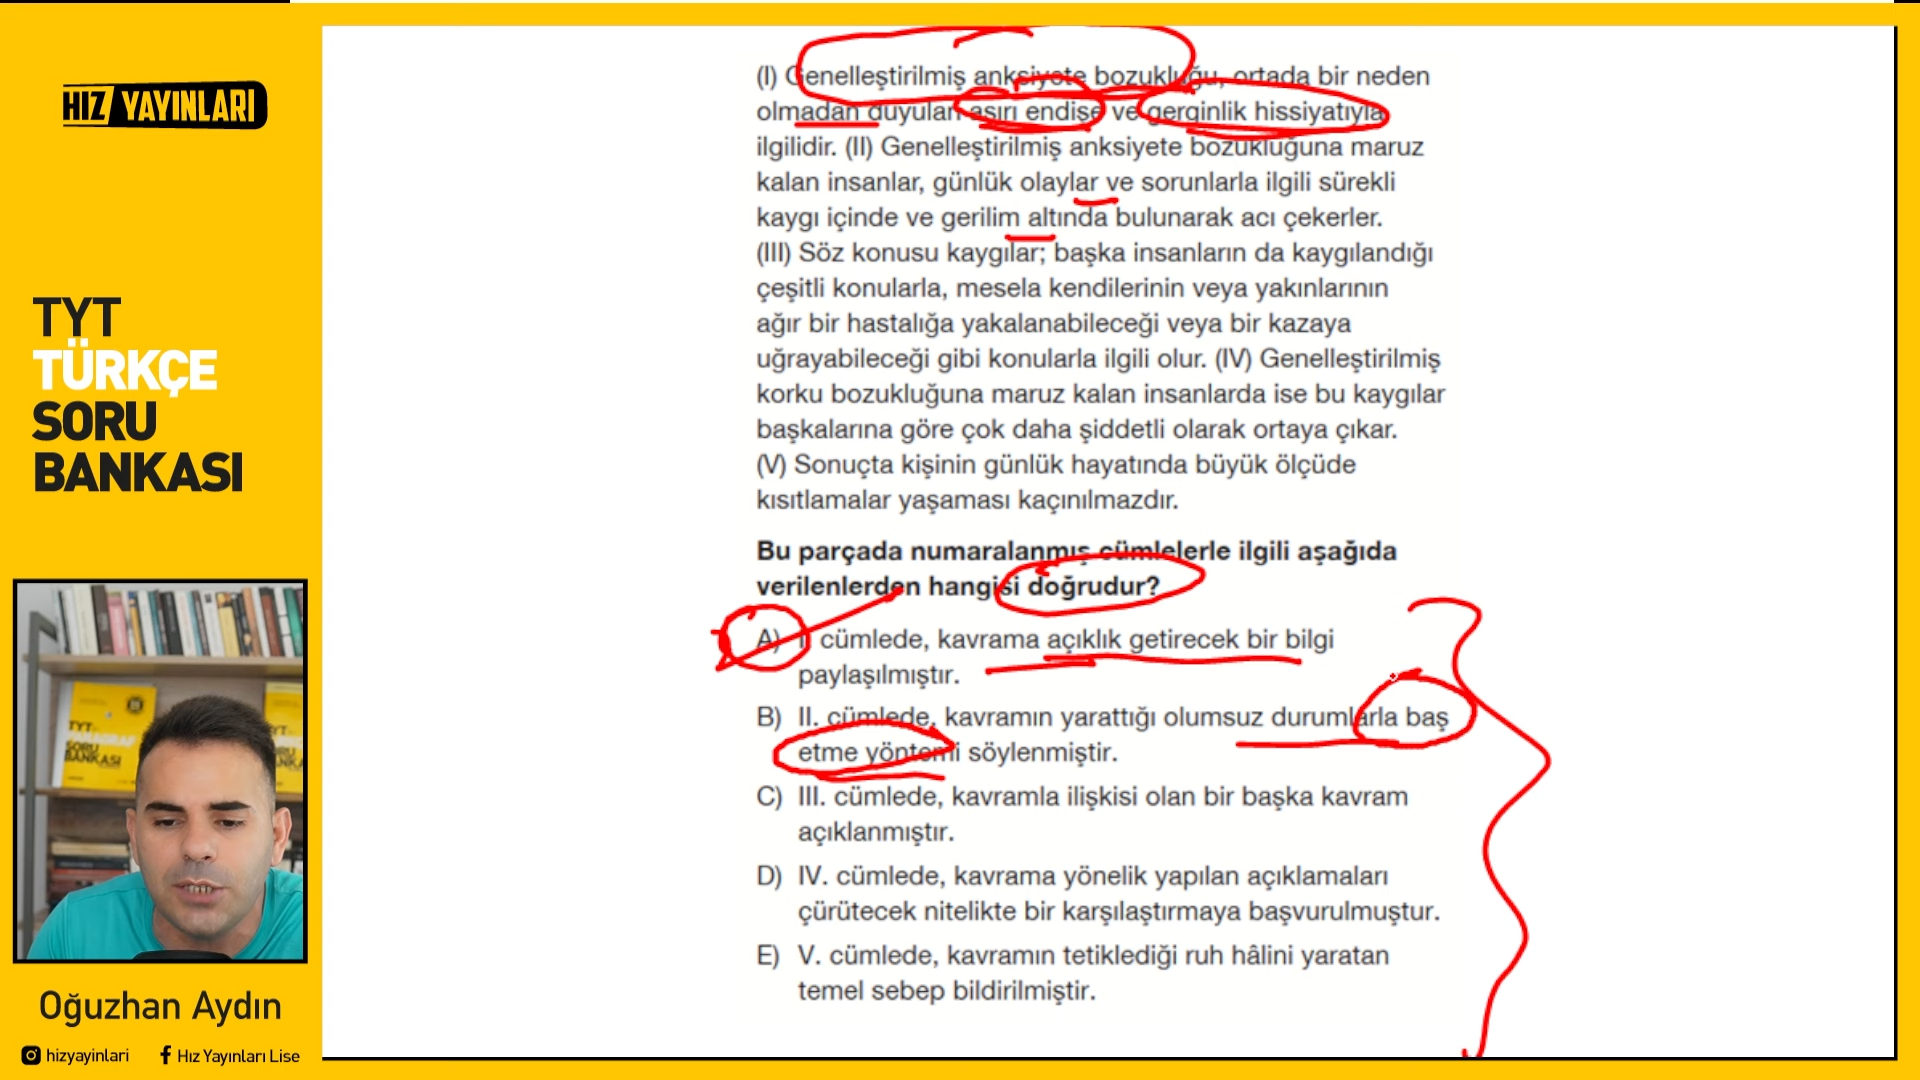 HIZ YAYINLARI
TYT
TÜRKÇE
SORU
BANKASI
Oğuzhan Aydın
hizyayinlari
Hız Yayınları Lise
(I) Genelleştirilmiş anksiyete bozukluğu, ortada bir neden
olmadan duyulan aşırı endişe ve gerginlik hissiyatıyla
ilgilidir. (II) Genelleştirilmiş anksiyete bozukluğuna maruz
kalan insanlar, günlük olaylar ve sorunlarla ilgili sürekli
kaygı içinde ve gerilim altında bulunarak acı çekerler.
(III) Söz konusu kaygılar; başka insanların da kaygılandığı
çeşitli konularla, mesela kendilerinin veya yakınlarının
ağır bir hastalığa yakalanabileceği veya bir kazaya
uğrayabileceği gibi konularla ilgili olur. (IV) Genelleştirilmiş
korku bozukluğuna maruz kalan insanlarda ise bu kaygılar
başkalarına göre çok daha şiddetli olarak ortaya çıkar.
(V) Sonuçta kişinin günlük hayatında büyük ölçüde
kısıtlamalar yaşaması kaçınılmazdır.
Bu parçada numaralanmış cümlelerle ilgili aşağıda
verilenlerden hangisi doğrudur?
A) I. cümlede, kavrama açıklık getirecek bir bilgi
paylaşılmıştır.
B) II. cümlede, kavramın yarattığı olumsuz durumlarla baş
etme yöntemi söylenmiştir.
C) III. cümlede, kavramla ilişkisi olan bir başka kavram
açıklanmıştır.
D) IV. cümlede, kavrama yönelik yapılan açıklamaları
çürütecek nitelikte bir karşılaştırmaya başvurulmuştur.
E) V. cümlede, kavramın tetiklediği ruh hâlini yaratan
temel sebep bildirilmiştir.